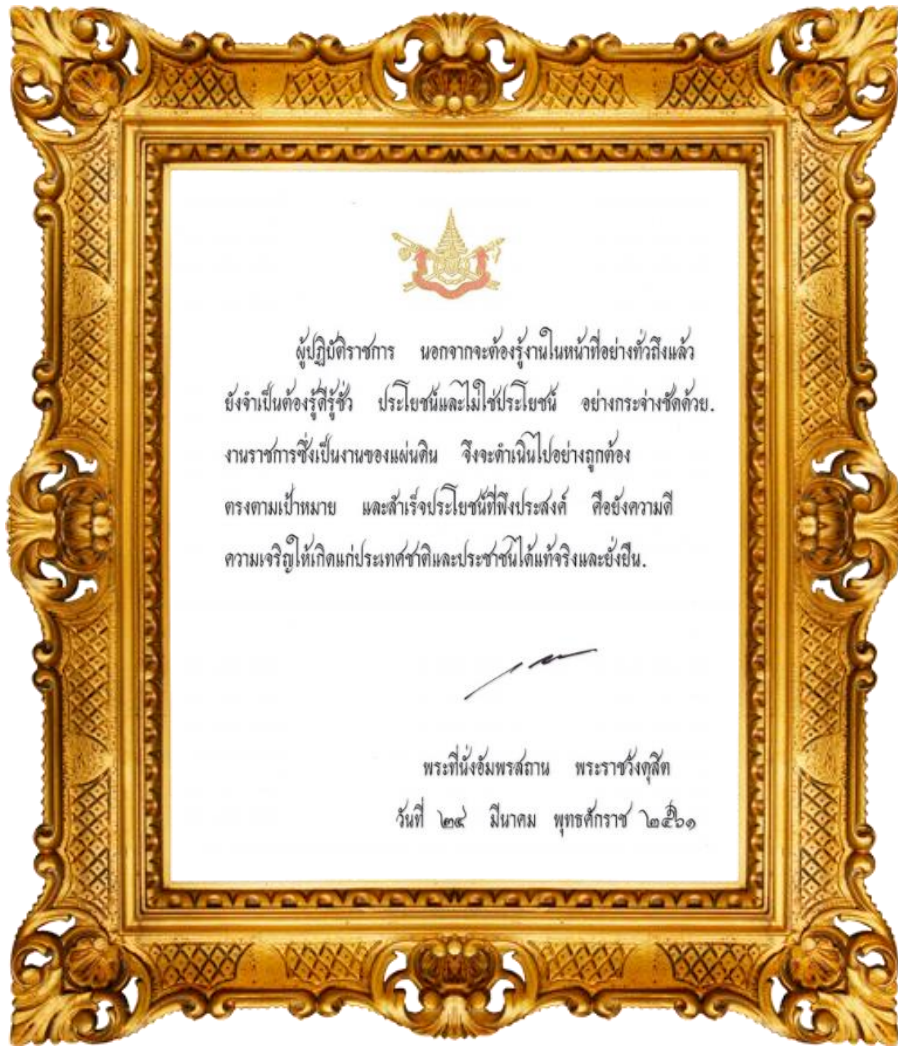 ผู้ปฏิบัติราชการ นอกจากจะต้องรู้งานในหน้าที่อย่างทั่วถึงแล้ว
ยังจำเป็นต้องรู้ดีรู้ชั่ว ประโยชน์และไม่ใช่ประโยชน์ อย่างกระจ่างชัดด้วย.
งานราชการซึ่งเป็นงานของแผ่นดิน จึงจะดำเนินไปอย่างถูกต้อง
ตรงตามเป้าหมาย และสำเร็จประโยชน์ที่พึงประสงค์ คือยังความดี
ความเจริญให้เกิดแก่ประเทศชาติและประชาชนได้แท้จริงและยั่งยืน.
พระที่นั่งอัมพรสถาน พระราชวังดุสิต
วันที่ ๒๔ มีนาคม พุทธศักราช ๒๕๖๑